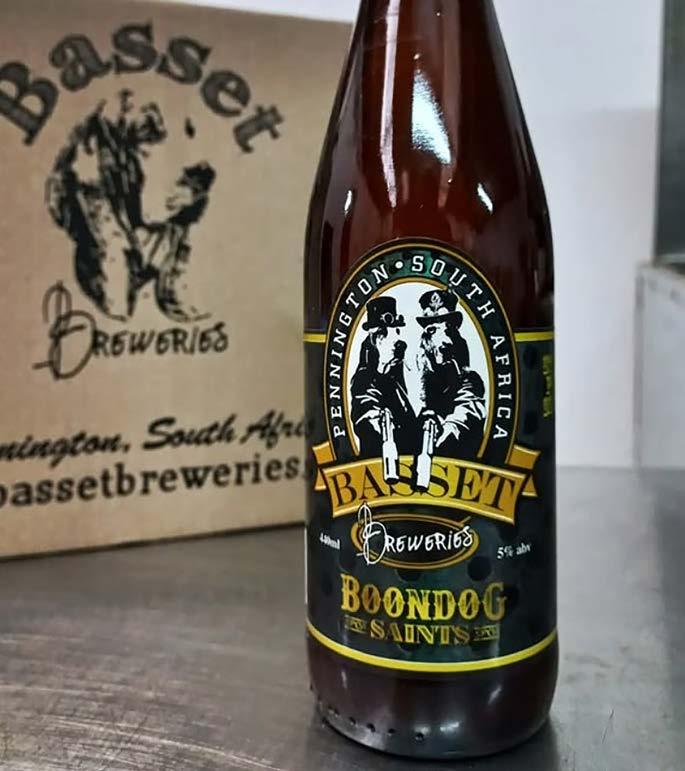 Basset
Breweries
nnington, South Afri
bassetbreweries.
PENNINGTON • SOUTH AFRICA
BASSET
BREWERIES
440ml
5% abv
BOONDOG
SAINTS